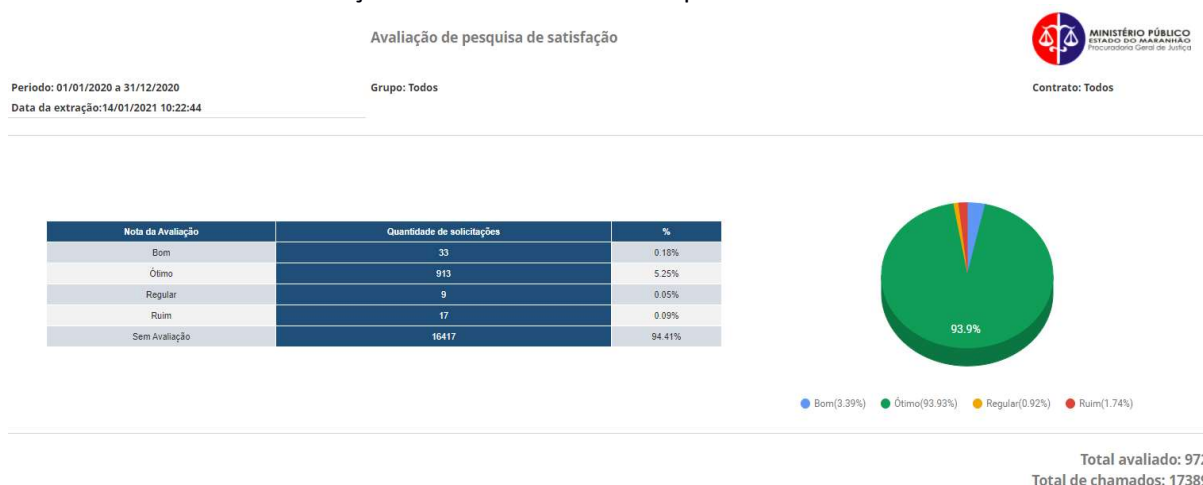 Avaliação de pesquisa de satisfação
MINISTÉRIO PÚBLICO
ESTADO DO MARANHÃO
Procuradoria Geral de Justiça
Periodo: 01/01/2020 a 31/12/2020 Grupo: Todos Contrato: Todos
Data da extração:14/01/2021 10:22:44
Nota da Avaliação Quantidade de solicitações %
Bom 33 0.18%
Ótimo 913 5.25%
Regular 9 0.05%
Ruim 17 0.09%
Sem Avaliação 16417 94.41%
93.9%
Bom(3.39%) Ótimo(93.93%) Regular(0.92%) Ruim(1.74%)
Total avaliado: 972
Total de chamados: 17389